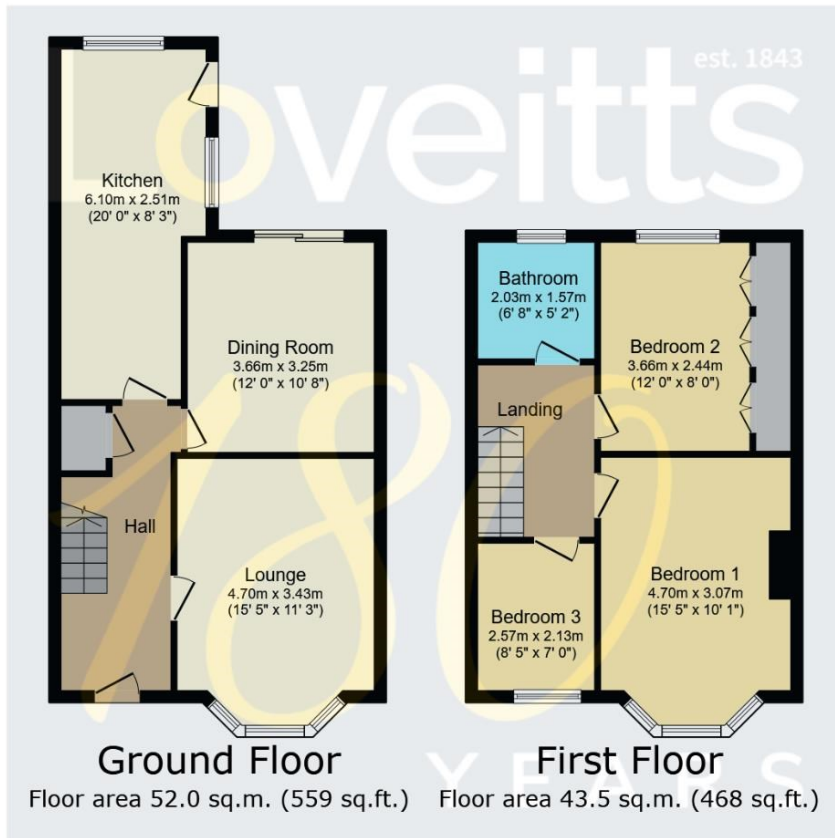 Loveitts
est. 1843
180
YEARS
Kitchen
6.10m x 2.51m
(20' 0" x 8' 3")
Dining Room
3.66m x 3.25m
(12' 0" x 10' 8")
Hall
Lounge
4.70m x 3.43m
(15' 5" x 11' 3")
Ground Floor
Floor area 52.0 sq.m. (559 sq.ft.)
Bathroom
2.03m x 1.57m
(6' 8" x 5' 2")
Bedroom 2
3.66m x 2.44m
(12' 0" x 8' 0")
Landing
Bedroom 1
4.70m x 3.07m
(15' 5" x 10' 1")
Bedroom 3
2.57m x 2.13m
(8' 5" x 7' 0")
First Floor
Floor area 43.5 sq.m. (468 sq.ft.)